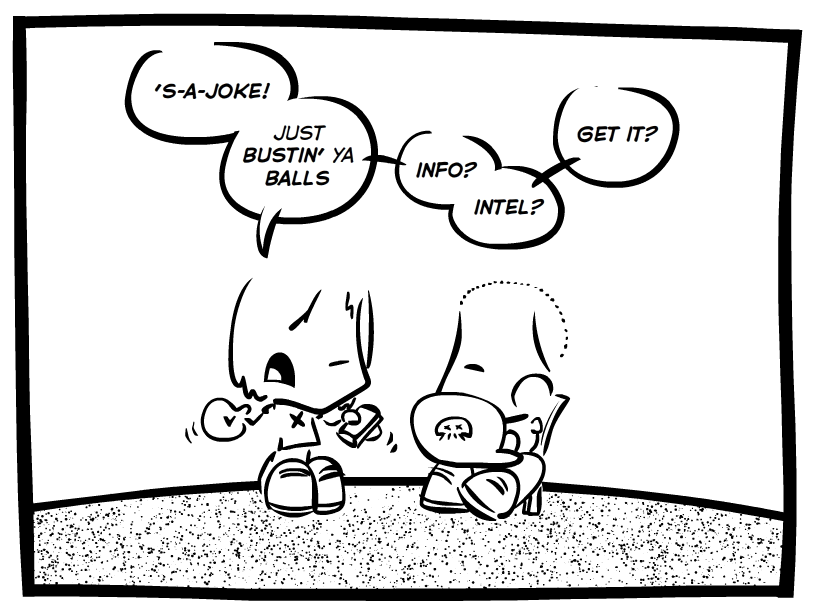 'S-A-JOKE!
JUST
BUSTIN' YA
BALLS
INFO?
INTEL?
GET IT?